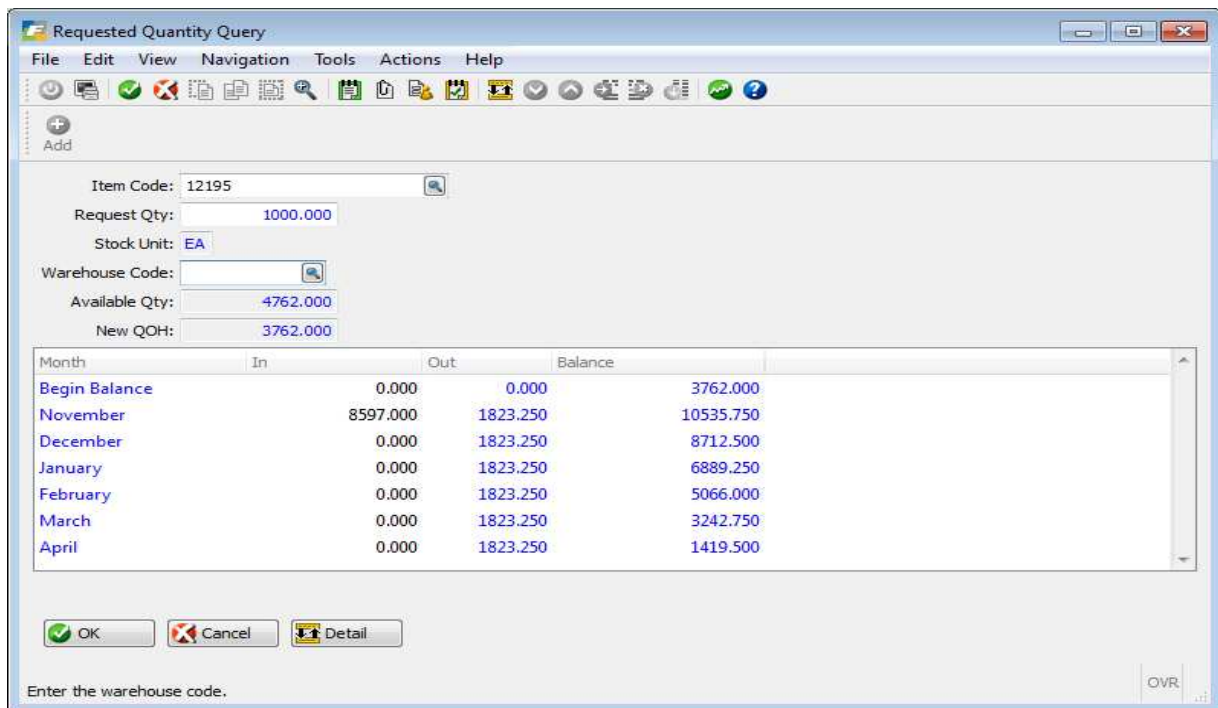 Requested Quantity Query
File Edit View Navigation Tools Actions Help
Add
Item Code: 12195
Request Qty: 1000.000
Stock Unit: EA
Warehouse Code:
Available Qty: 4762.000
New QOH: 3762.000
Month In Out Balance
Begin Balance 0.000 0.000 3762.000
November 8597.000 1823.250 10535.750
December 0.000 1823.250 8712.500
January 0.000 1823.250 6889.250
February 0.000 1823.250 5066.000
March 0.000 1823.250 3242.750
April 0.000 1823.250 1419.500
OK Cancel Detail
Enter the warehouse code. OVR